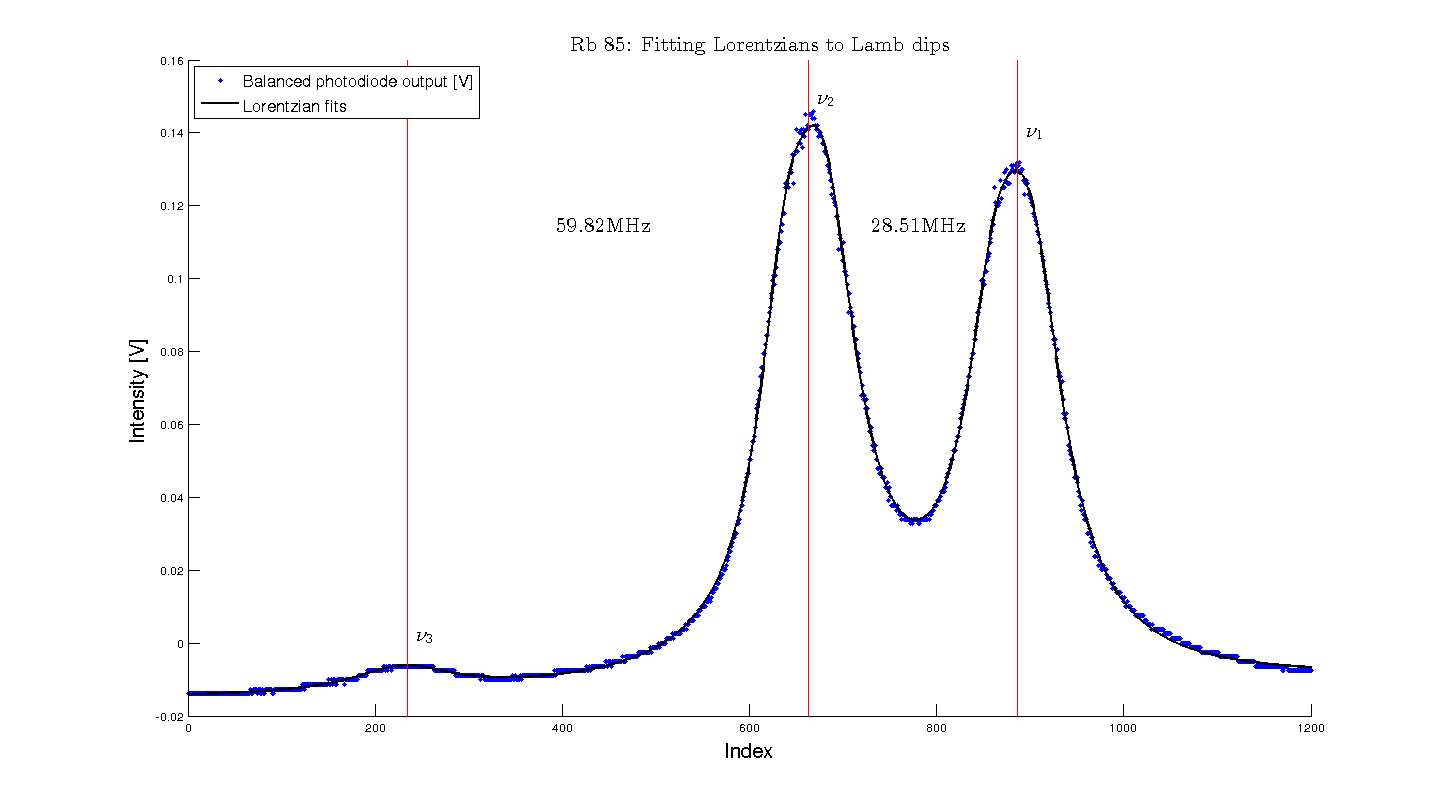 Rb 85: Fitting Lorentzians to Lamb dips
0.16
Balanced photodiode output [V]
Lorentzian fits
ν2
0.14
ν1
0.12
59.82MHz
28.51MHz
0.1
0.08
Intensity [V]
0.06
0.04
0.02
ν3
0
-0.02
0 200 400 600 800 1000 1200
Index